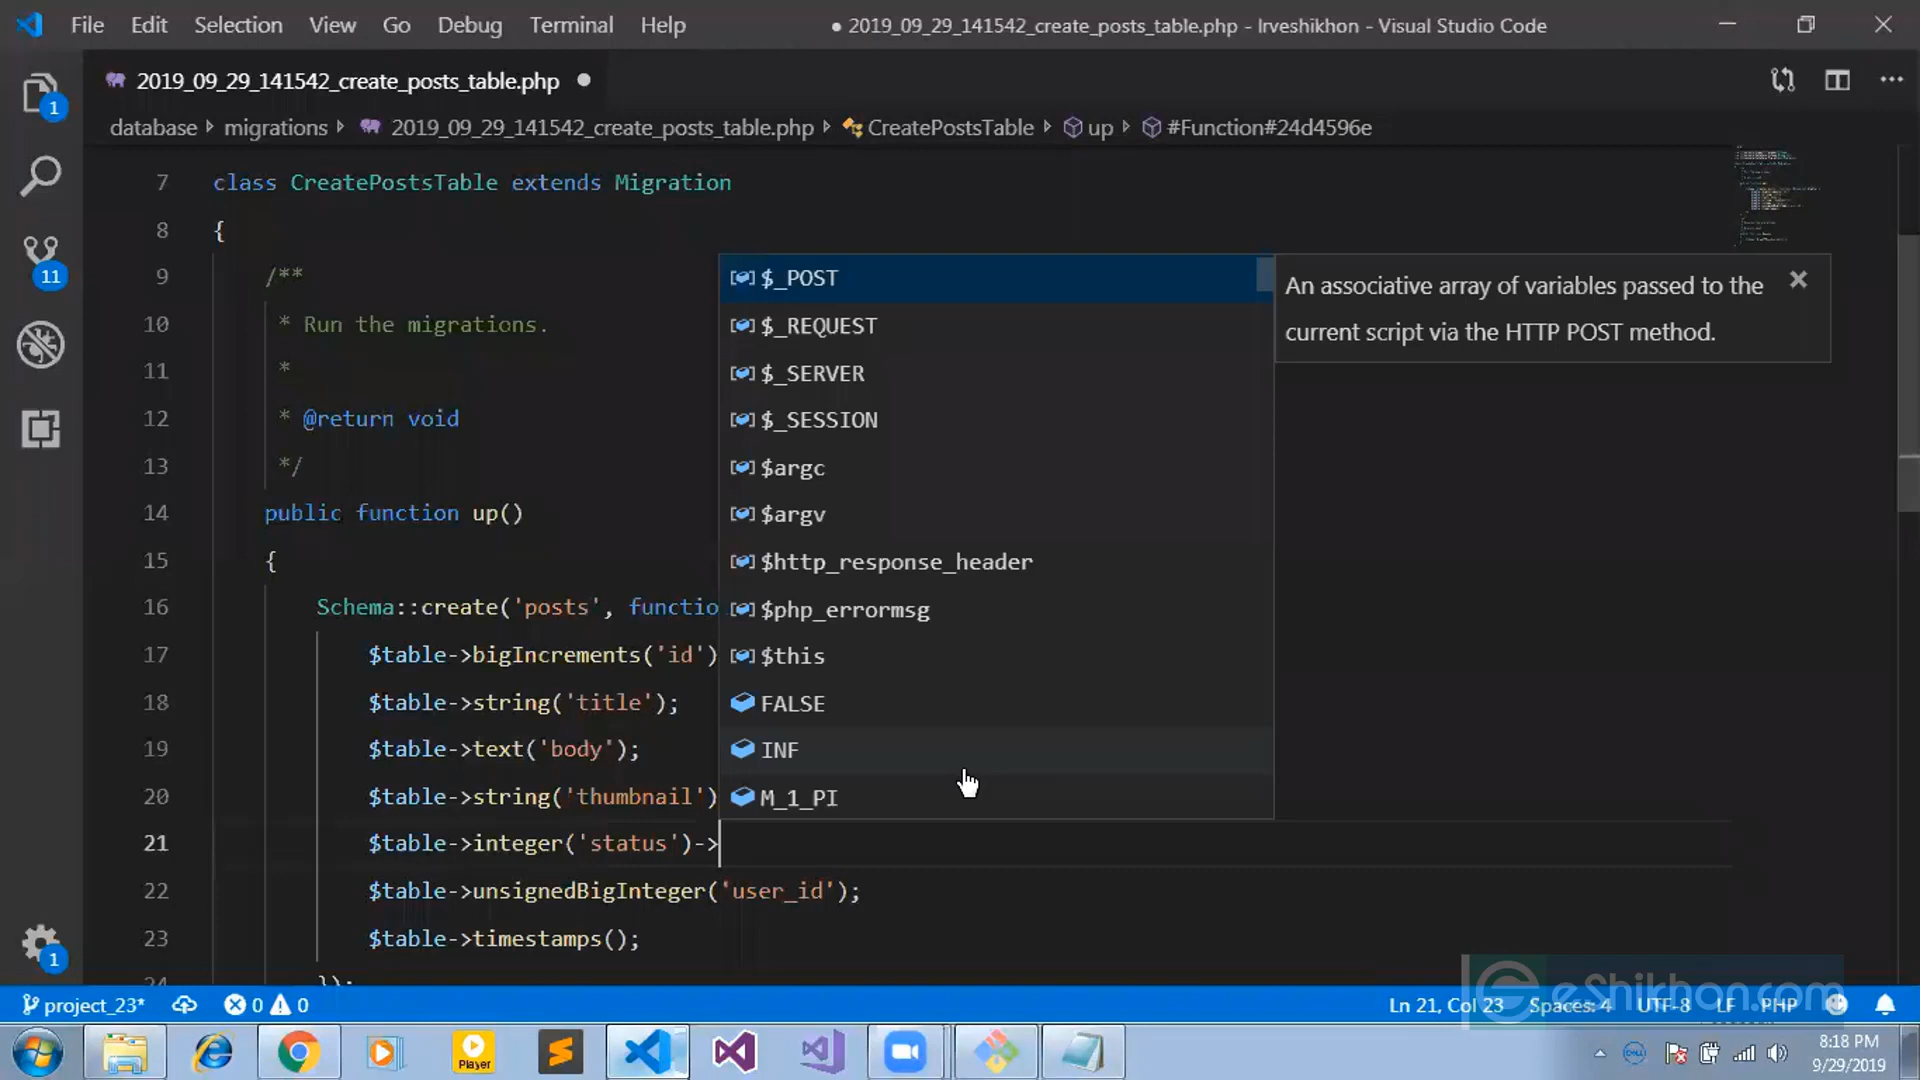 File Edit Selection View Go Debug Terminal Help ● 2019_09_29_141542_create_posts_table.php - lrveshikhon - Visual Studio Code
2019_09_29_141542_create_posts_table.php ●
database migrations 2019_09_29_141542_create_posts_table.php CreatePostsTable up #Function#24d4596e
1
7 class CreatePostsTable extends Migration
8 {
9 /**
10 * Run the migrations.
11 *
12 * @return void
13 */
14 public function up()
15 {
16 Schema::create('posts', functio
17 $table->bigIncrements('id')
18 $table->string('title');
19 $table->text('body');
20 $table->string('thumbnail')
21 $table->integer('status')->
22 $table->unsignedBigInteger('user_id');
23 $table->timestamps();
24 });
$_POST
$_REQUEST
$_SERVER
$_SESSION
$argc
$argv
$http_response_header
$php_errormsg
$this
FALSE
INF
M_1_PI
An associative array of variables passed to the
current script via the HTTP POST method.
11
1
eShikhon.com
project_23* 0 0 Ln 21, Col 23 Spaces: 4 UTF-8 LF PHP
Player
DELL
8:18 PM
9/29/2019